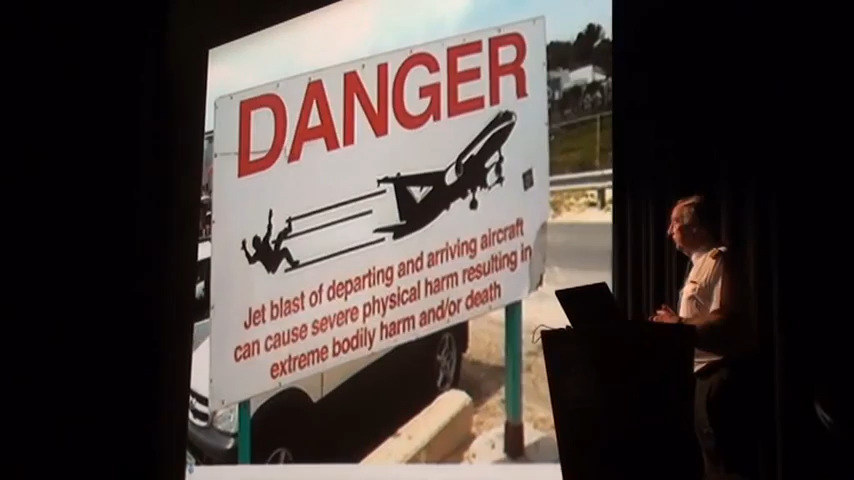 DANGER
Jet blast of departing and arriving aircraft
can cause severe physical harm resulting in
extreme bodily harm and/or death